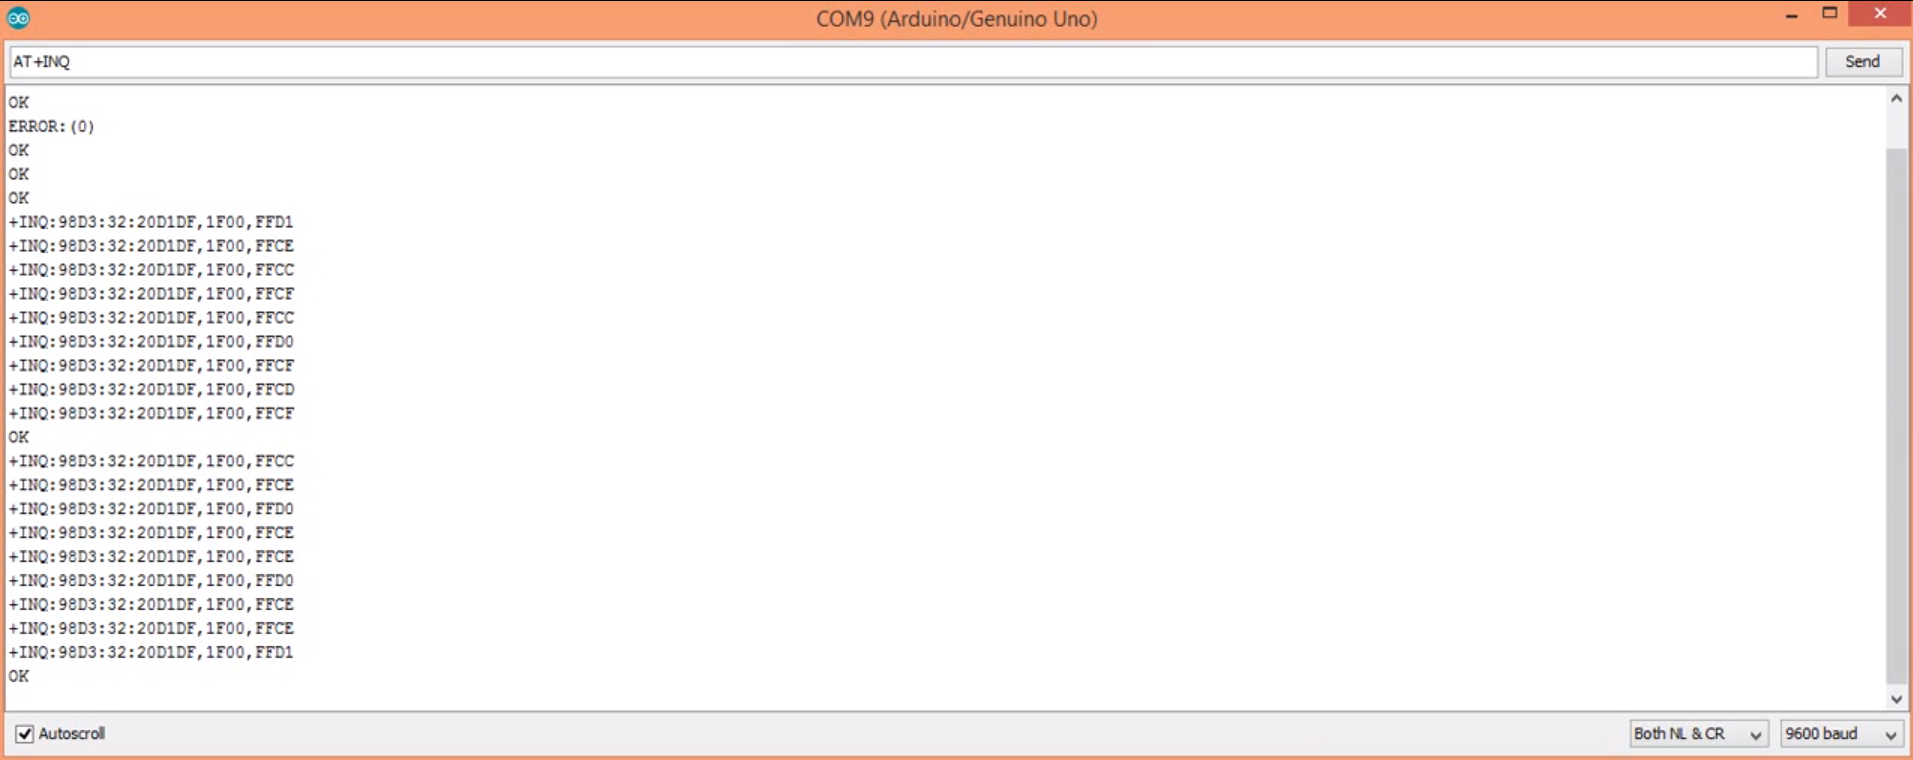 COM9 (Arduino/Genuino Uno)
AT+INQ
Send
OK
ERROR:(0)
OK
OK
OK
+INQ:98D3:32:20D1DF,1F00,FFD1
+INQ:98D3:32:20D1DF,1F00,FFCE
+INQ:98D3:32:20D1DF,1F00,FFCC
+INQ:98D3:32:20D1DF,1F00,FFCF
+INQ:98D3:32:20D1DF,1F00,FFCC
+INQ:98D3:32:20D1DF,1F00,FFD0
+INQ:98D3:32:20D1DF,1F00,FFCF
+INQ:98D3:32:20D1DF,1F00,FFCD
+INQ:98D3:32:20D1DF,1F00,FFCF
OK
+INQ:98D3:32:20D1DF,1F00,FFCC
+INQ:98D3:32:20D1DF,1F00,FFCE
+INQ:98D3:32:20D1DF,1F00,FFD0
+INQ:98D3:32:20D1DF,1F00,FFCE
+INQ:98D3:32:20D1DF,1F00,FFCE
+INQ:98D3:32:20D1DF,1F00,FFD0
+INQ:98D3:32:20D1DF,1F00,FFCE
+INQ:98D3:32:20D1DF,1F00,FFCE
+INQ:98D3:32:20D1DF,1F00,FFD1
OK
Autoscroll
Both NL & CR
9600 baud